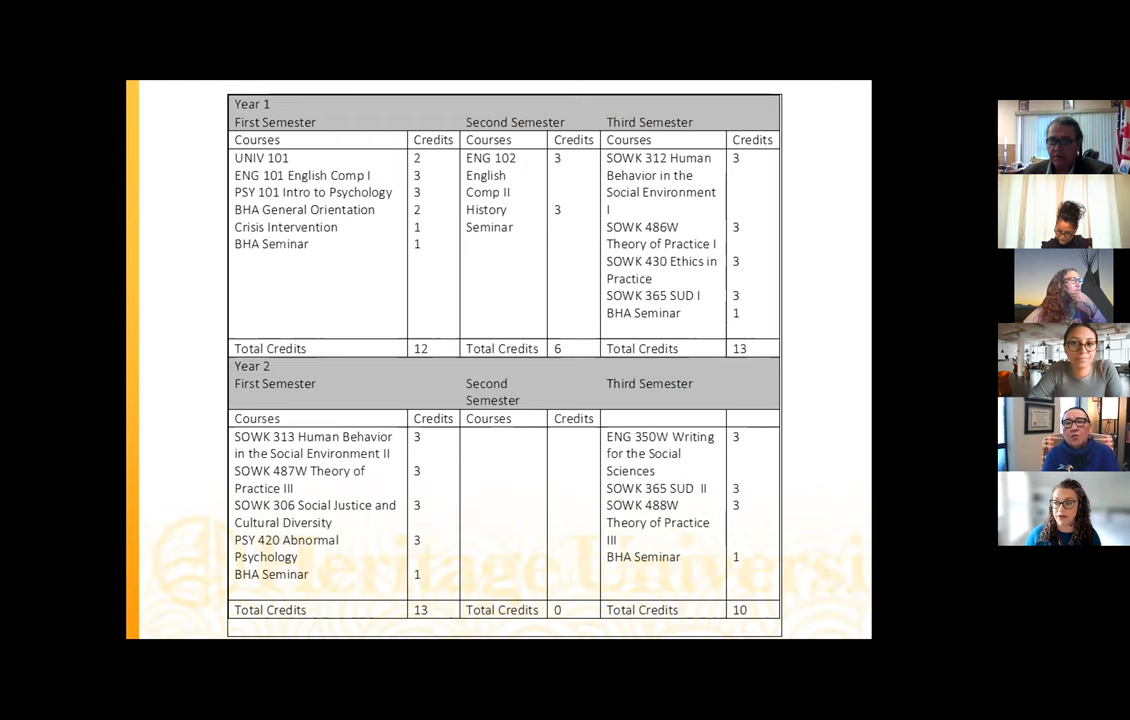 Year 1
First Semester Second Semester Third Semester
Courses Credits Courses Credits Courses Credits
UNIV 101 2 ENG 102 3 SOWK 312 Human 3
ENG 101 English Comp I 3 English Behavior in the
PSY 101 Intro to Psychology 3 Comp II Social Environment
BHA General Orientation 2 History 3 I
Crisis Intervention 1 Seminar SOWK 486W 3
BHA Seminar 1 Theory of Practice I
SOWK 430 Ethics in 3
Practice
SOWK 365 SUD I 3
BHA Seminar 1
Total Credits 12 Total Credits 6 Total Credits 13
Year 2
First Semester Second Third Semester
Semester
Courses Credits Courses Credits
SOWK 313 Human Behavior 3 ENG 350W Writing 3
in the Social Environment II for the Social
SOWK 487W Theory of 3 Sciences
Practice III SOWK 365 SUD II 3
SOWK 306 Social Justice and 3 SOWK 488W 3
Cultural Diversity Theory of Practice
PSY 420 Abnormal 3 III
Psychology BHA Seminar 1
BHA Seminar 1
Total Credits 13 Total Credits 0 Total Credits 10
Heritage Universi